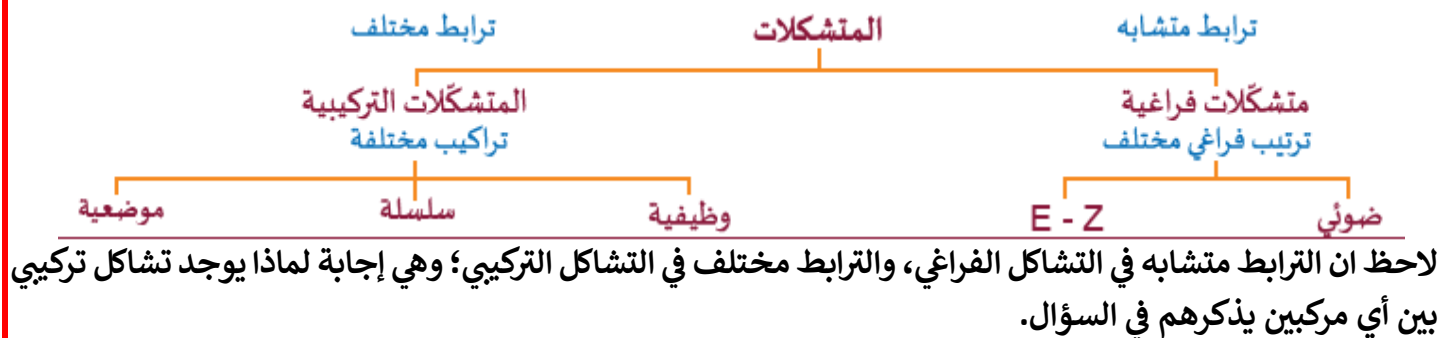 ترابط متشابه المتشكلات ترابط مختلف
متشكّلات فراغية المتشكّلات التركيبية
ترتيب فراغي مختلف تراكيب مختلفة
ضوئي E - Z وظيفية سلسلة موضعية
لاحظ ان الترابط متشابه في التشاكل الفراغي، والترابط مختلف في التشاكل التركيبي؛ وهي إجابة لماذا يوجد تشاكل تركيبي
بين أي مركبين يذكرهم في السؤال.